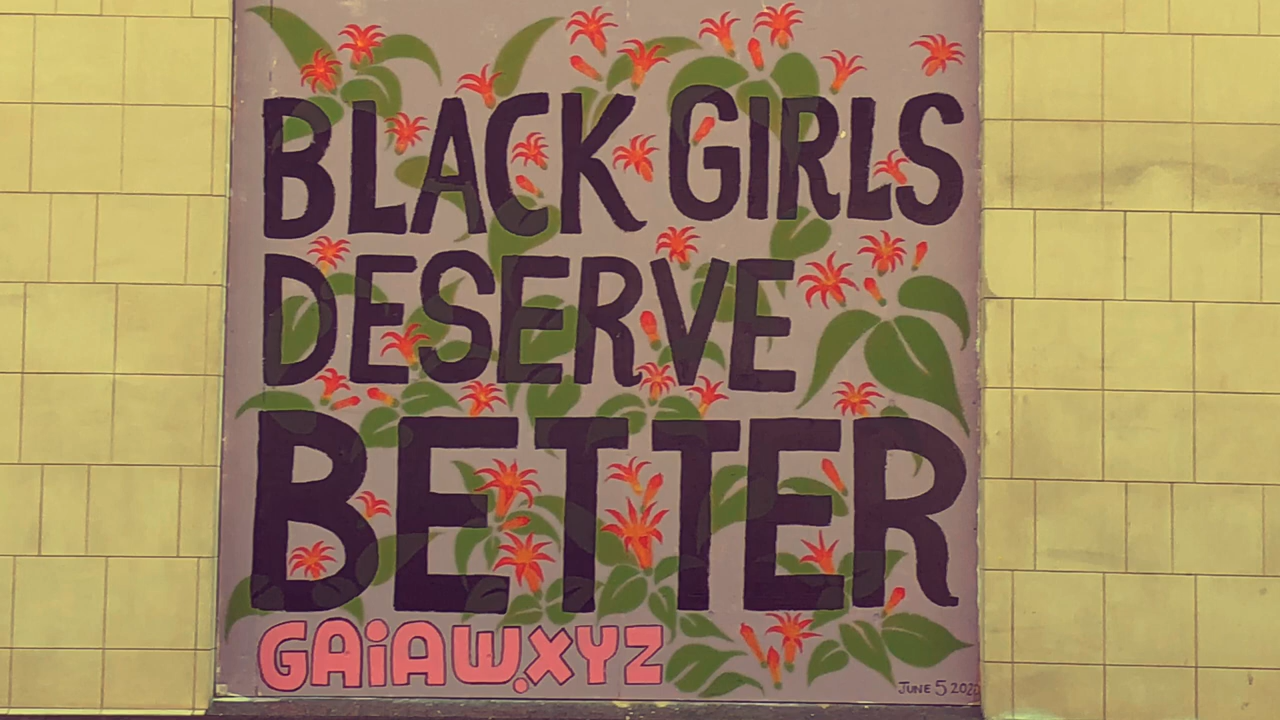 BLACK GIRLS
DESERVE
BETTER
GAiAW.XYZ
JUNE 5 2020